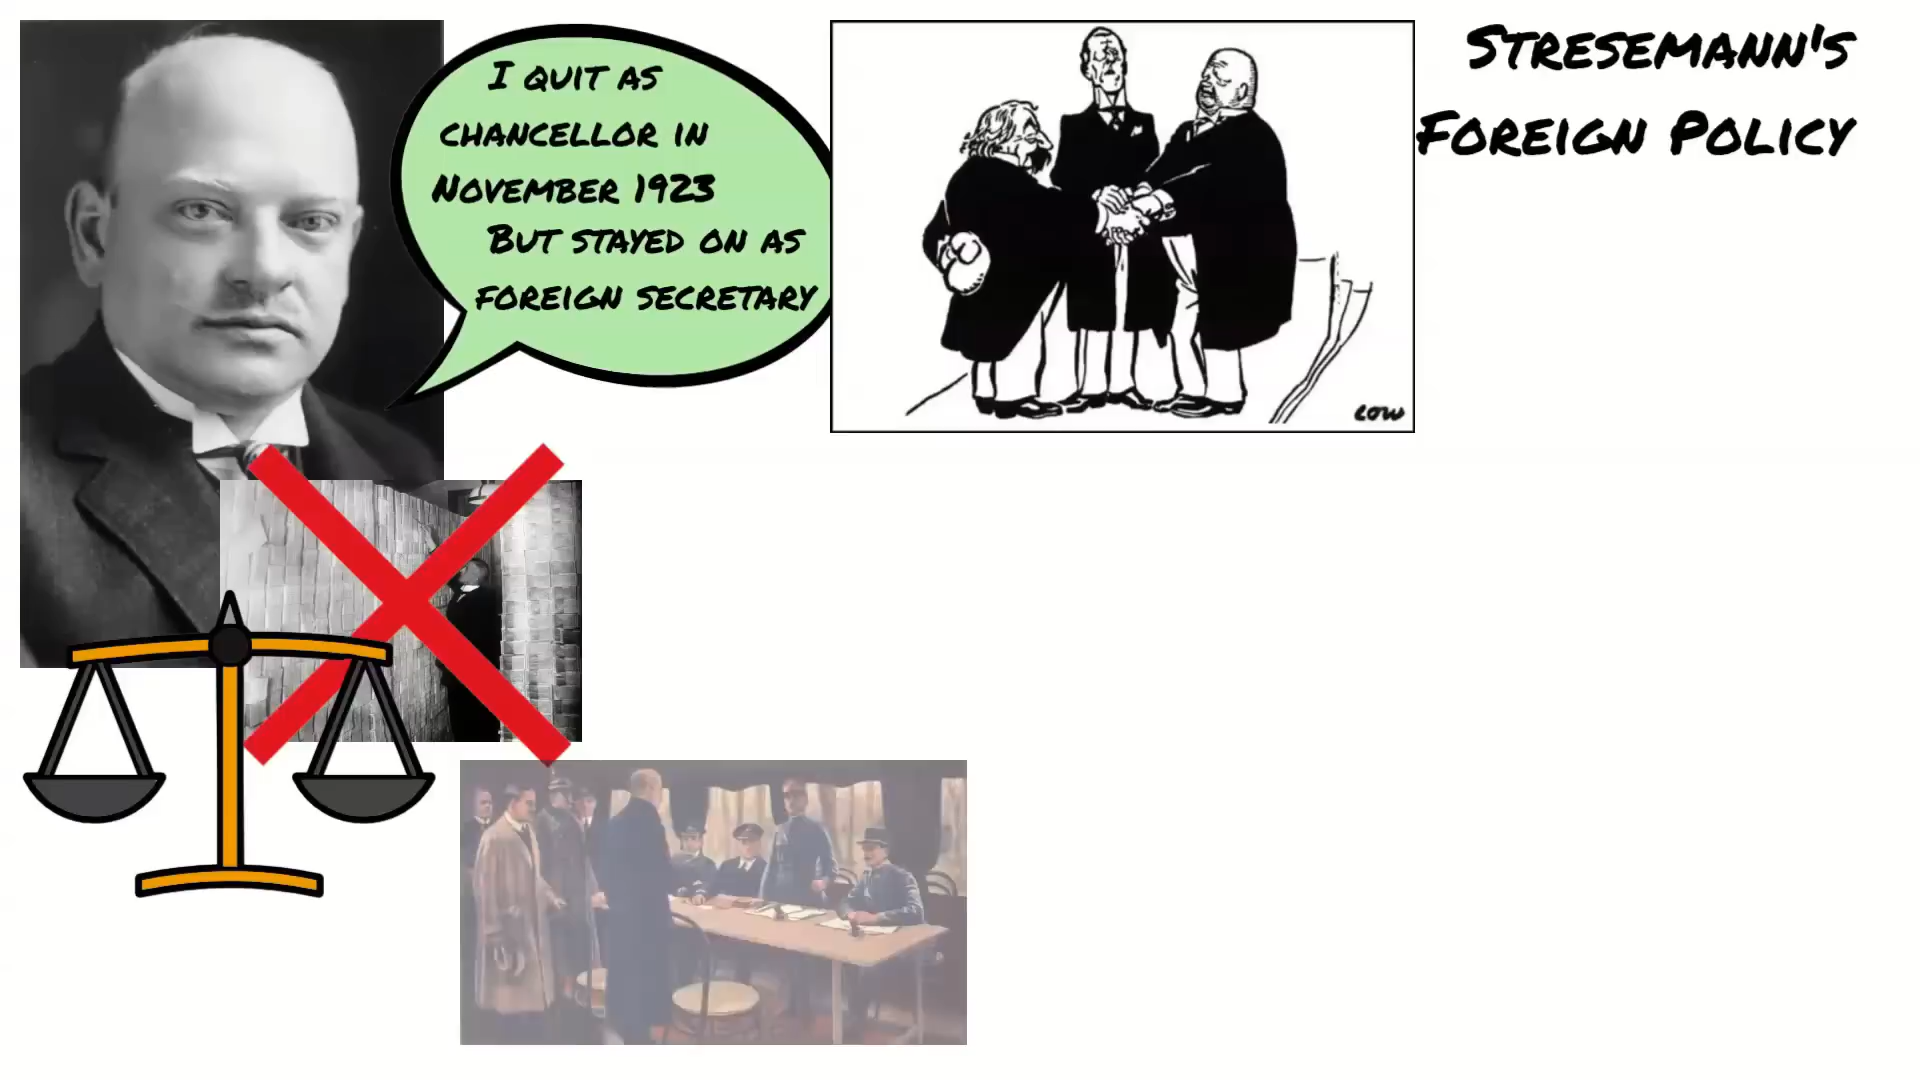 I quit as
chancellor in
November 1923
But stayed on as
foreign secretary
Stresemann's
Foreign Policy
LOW